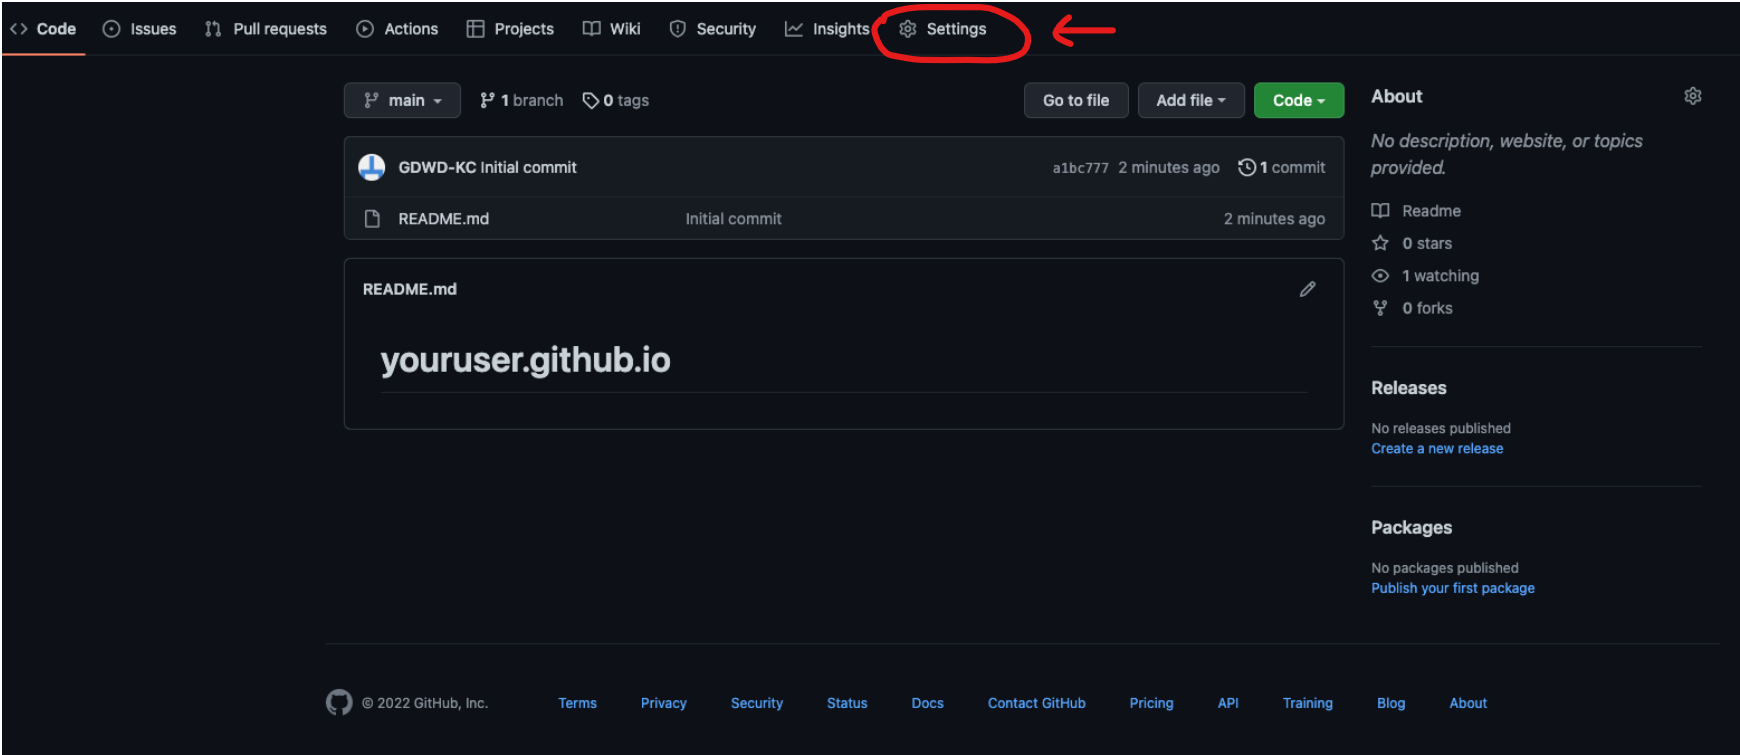 Code Issues Pull requests Actions Projects Wiki Security Insights Settings
main 1 branch 0 tags Go to file Add file Code
GDWD-KC Initial commit a1bc777 2 minutes ago 1 commit
README.md Initial commit 2 minutes ago
README.md
youruser.github.io
About
No description, website, or topics
provided.
Readme
0 stars
1 watching
0 forks
Releases
No releases published
Create a new release
Packages
No packages published
Publish your first package
© 2022 GitHub, Inc. Terms Privacy Security Status Docs Contact GitHub Pricing API Training Blog About